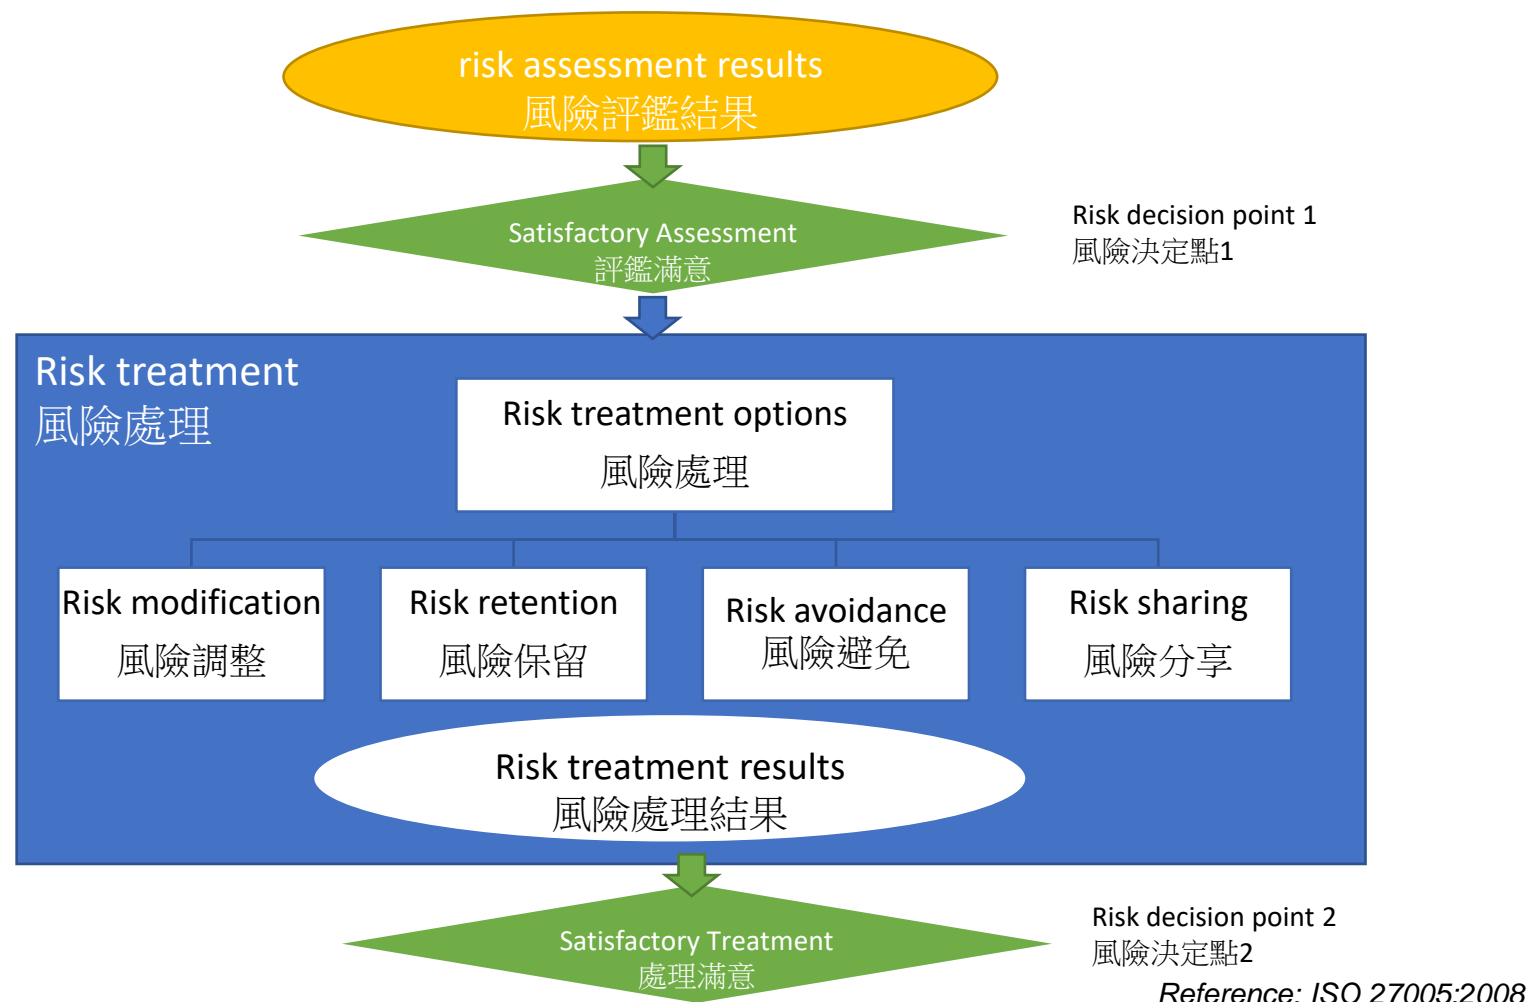 risk assessment results
風險評鑑結果
Satisfactory Assessment
評鑑滿意
Risk decision point 1
風險決定點1
Risk treatment
風險處理
Risk treatment options
風險處理
Risk modification
風險調整
Risk retention
風險保留
Risk avoidance
風險避免
Risk sharing
風險分享
Risk treatment results
風險處理結果
Satisfactory Treatment
處理滿意
Risk decision point 2
風險決定點2
Reference: ISO 27005:2008